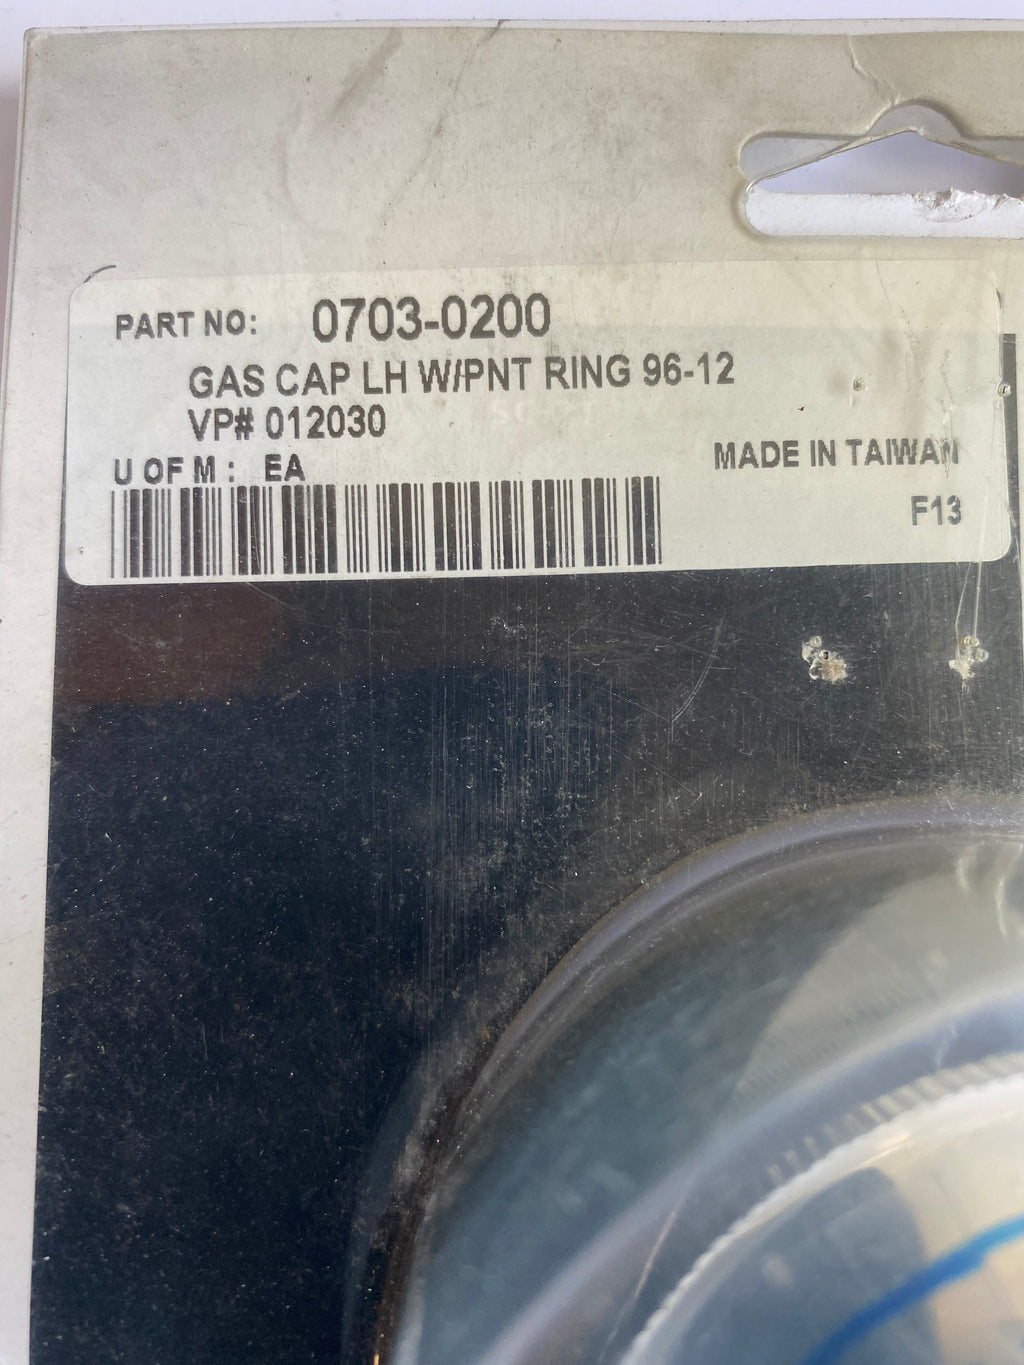 PART NO: 0703-0200
GAS CAP LH W/PNT RING 96-12
VP# 012030
U OF M : EA
MADE IN TAIWAN
F13